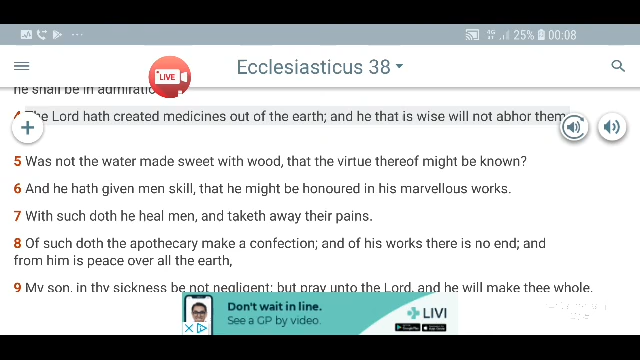 25% 00:08
LIVE
Ecclesiasticus 38
he shall be in admiratio
The Lord hath created medicines out of the earth; and he that is wise will not abhor them.
5 Was not the water made sweet with wood, that the virtue thereof might be known?
6 And he hath given men skill, that he might be honoured in his marvellous works.
7 With such doth he heal men, and taketh away their pains.
8 Of such doth the apothecary make a confection; and of his works there is no end; and
from him is peace over all the earth,
9 My son, in thy sickness be not negligent: but pray unto the Lord, and he will make thee whole.
Don't wait in line.
See a GP by video.
LIVI